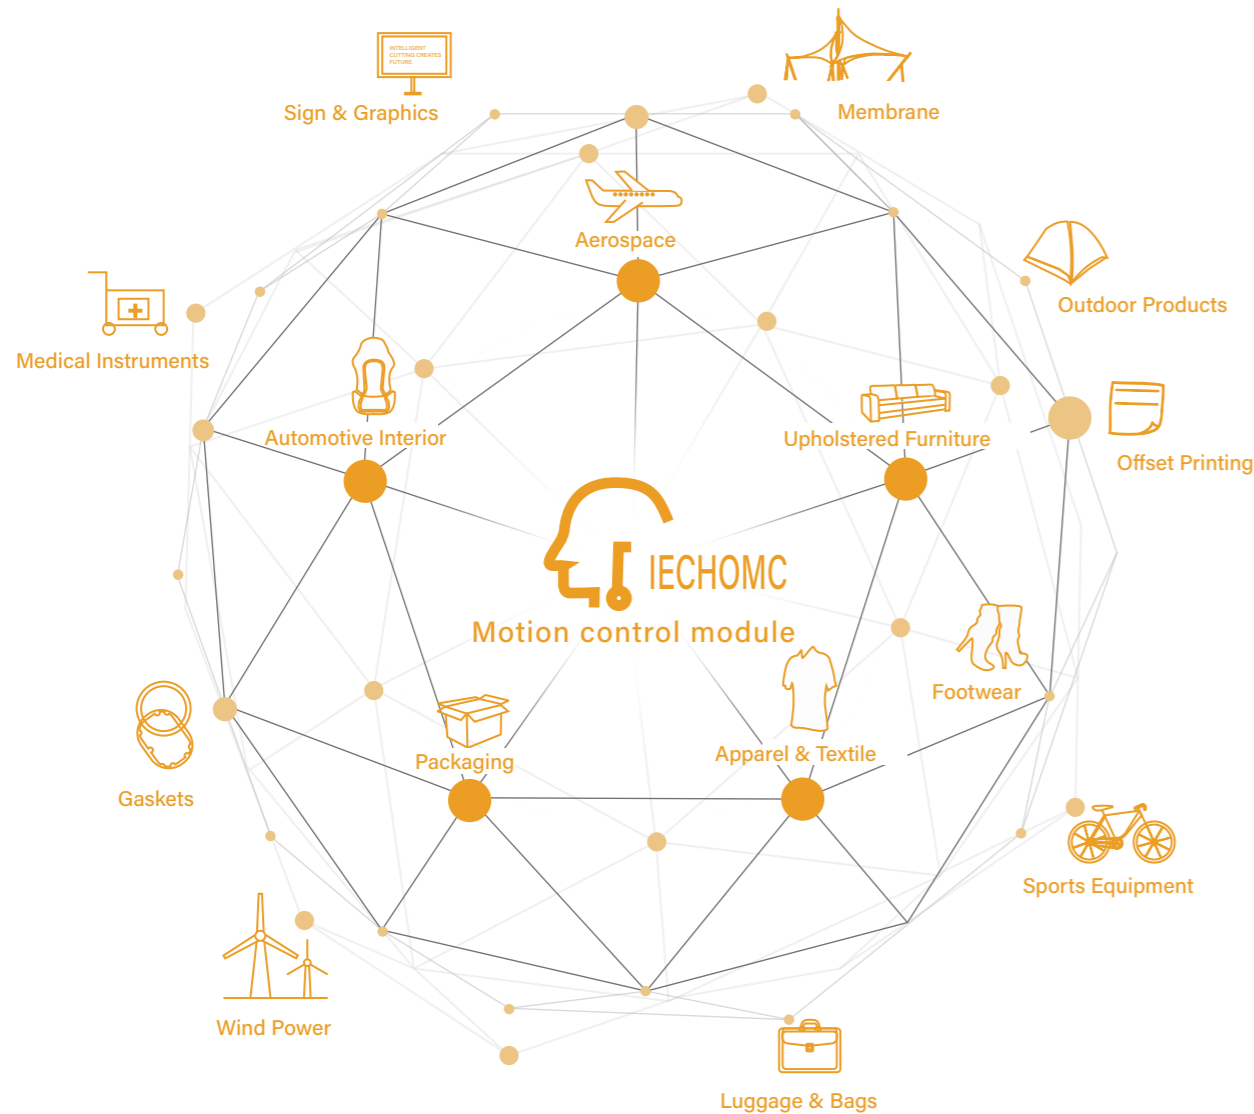 INTELLIGENT
CUTTING CREATES
FUTURE
Sign & Graphics
Membrane
Aerospace
Outdoor Products
Medical Instruments
Automotive Interior
Upholstered Furniture
Offset Printing
IECHOMC
Motion control module
Footwear
Apparel & Textile
Packaging
Gaskets
Sports Equipment
Wind Power
Luggage & Bags